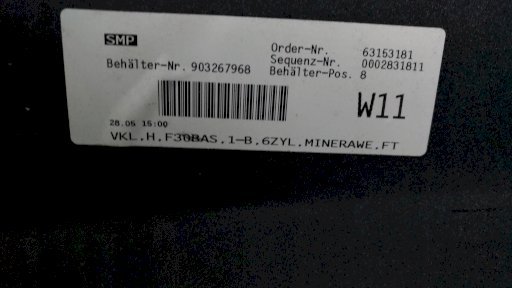 SMP
Order-Nr. 63153181
Sequenz-Nr. 0002831811
Behälter-Nr. 903267968
Behälter-Pos. 8
W11
28.05 15:00
VKL.H.F30BAS.1-B.6ZYL.MINERAWE.FT